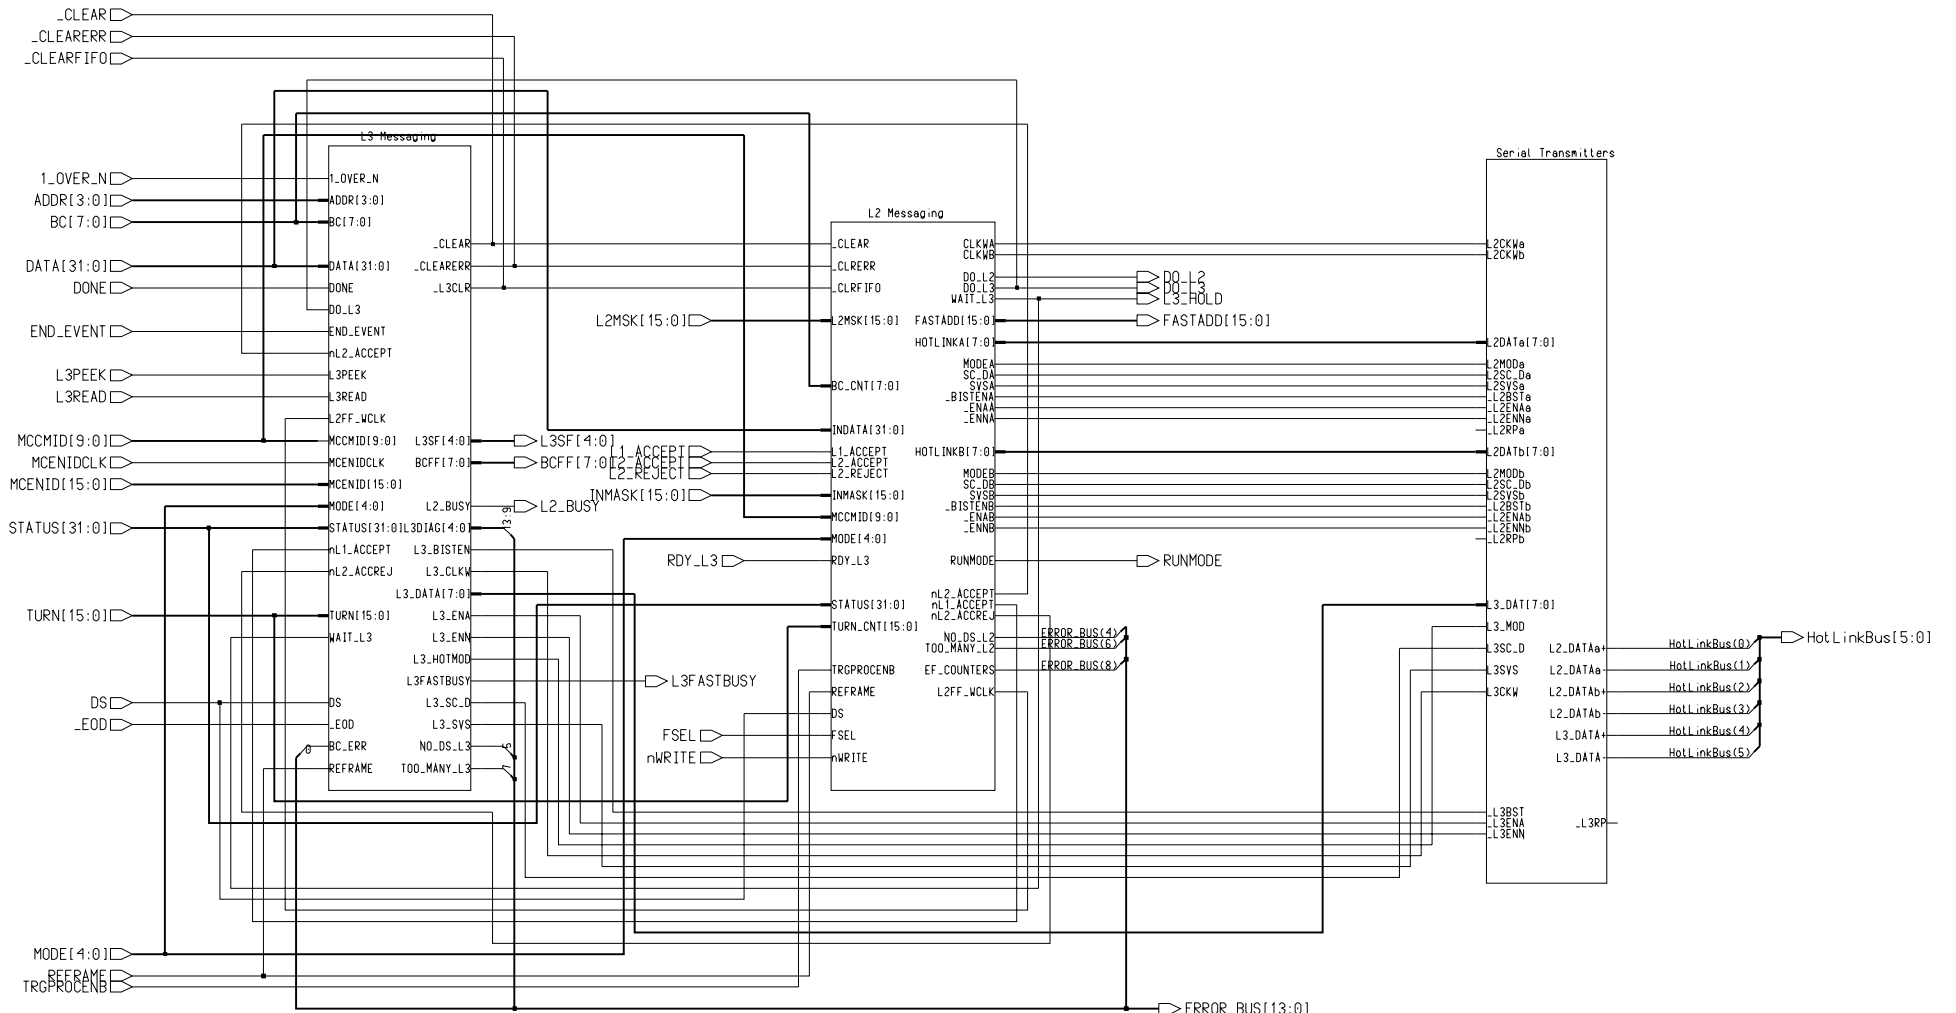 _CLEAR
_CLEARERR
_CLEARFIFO
1_OVER_N
ADDR[3:0]
BC[7:0]
DATA[31:0]
DONE
END_EVENT
L3PEEK
L3READ
MCCMID[9:0]
MCENIDCLK
MCENID[15:0]
STATUS[31:0]
TURN[15:0]
DS
_EOD
MODE[4:0]
REFRAME
TRGPROCENB
L3 Messaging
1_OVER_N
ADDR[3:0]
BC[7:0]
DATA[31:0]
DONE
DO_L3
END_EVENT
nL2_ACCEPT
L3PEEK
L3READ
L2FF_WCLK
MCCMID[9:0]
MCENIDCLK
MCENID[15:0]
MODE[4:0]
STATUS[31:0]
nL1_ACCEPT
nL2_ACCREJ
TURN[15:0]
WAIT_L3
DS
_EOD
0
BC_ERR
REFRAME
_CLEAR
_CLEARERR
_L3CLR
L3SF[4:0]
BCFF[7:0]
L2_BUSY
L3DIAG[4:0]
L3_BISTEN
L3_CLKW
L3_DATA[7:0]
L3_ENA
L3_ENN
L3_HOTMOD
L3FASTBUSY
L3_SC_D
L3_SVS
NO_DS_L3
TOO_MANY_L3
L3SF[4:0]
BCFF[7:0]
L2_BUSY
13:9
L3FASTBUSY
5
7
L2MSK[15:0]
L1_ACCEPT
L2_ACCEPT
L2_REJECT
INMASK[15:0]
RDY_L3
FSEL
nWRITE
L2 Messaging
_CLEAR
_CLRERR
_CLRFIFO
L2MSK[15:0]
BC_CNT[7:0]
INDATA[31:0]
L1_ACCEPT
L2_ACCEPT
L2_REJECT
INMASK[15:0]
MCCMID[9:0]
MODE[4:0]
RDY_L3
STATUS[31:0]
TURN_CNT[15:0]
TRGPROCENB
REFRAME
DS
FSEL
nWRITE
CLKWA
CLKWB
DO_L2
DO_L3
WAIT_L3
FASTADD[15:0]
HOTLINKA[7:0]
MODEA
SC_DA
SVSA
_BISTENA
_ENAA
_ENNA
HOTLINKB[7:0]
MODEB
SC_DB
SVSB
_BISTENB
_ENAB
_ENNB
RUNMODE
nL2_ACCEPT
nL1_ACCEPT
nL2_ACCREJ
NO_DS_L2
TOO_MANY_L2
EF_COUNTERS
L2FF_WCLK
DO_L2
DO_L3
L3_HOLD
FASTADD[15:0]
RUNMODE
ERROR_BUS(4)
ERROR_BUS(6)
ERROR_BUS(8)
ERROR_BUS[13:0]
Serial Transmitters
L2CKWa
L2CKWb
L2DATa[7:0]
L2MODa
L2SC_Da
L2SVSa
_L2BSTa
_L2ENAa
_L2ENNa
_L2RPa
L2DATb[7:0]
L2MODb
L2SC_Db
L2SVSb
_L2BSTb
_L2ENAb
_L2ENNb
_L2RPb
L3_DAT[7:0]
L3_MOD
L3SC_D
L3SVS
L3CKW
_L3BST
_L3ENA
_L3ENN
L2_DATAa+
L2_DATAa-
L2_DATAb+
L2_DATAb-
L3_DATA+
L3_DATA-
_L3RP
HotLinkBus(0)
HotLinkBus(1)
HotLinkBus(2)
HotLinkBus(3)
HotLinkBus(4)
HotLinkBus(5)
HotLinkBus[5:0]